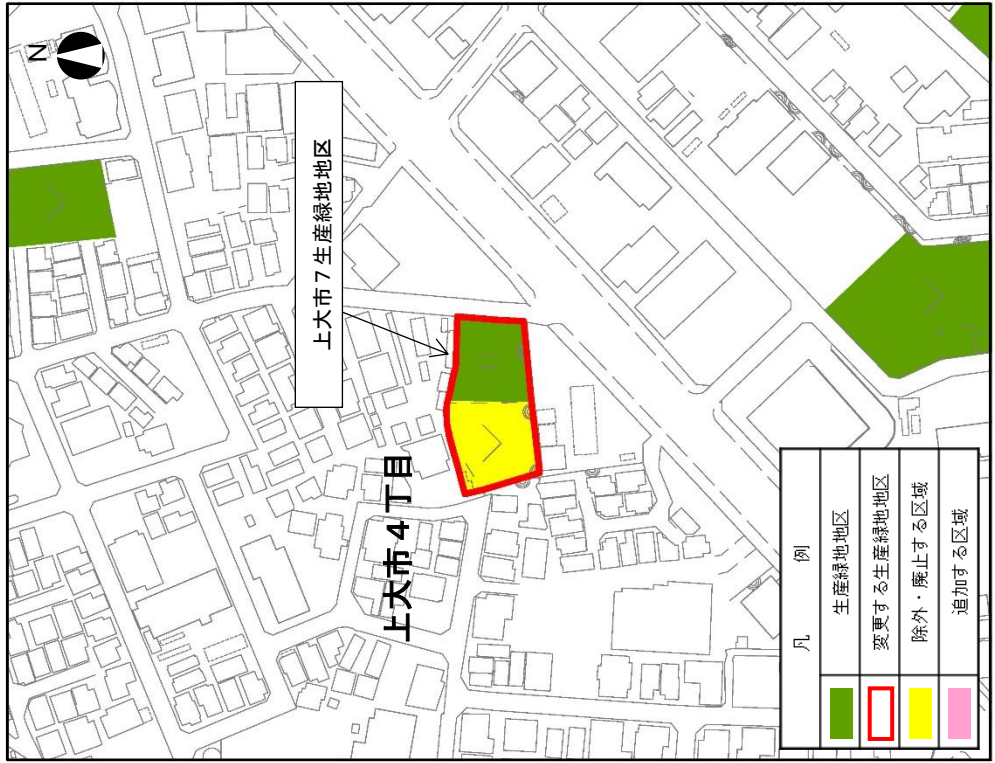 N
上大市7生産緑地地区
上大市4丁目
凡 例
生産緑地地区
変更する生産緑地地区
除外・廃止する区域
追加する区域